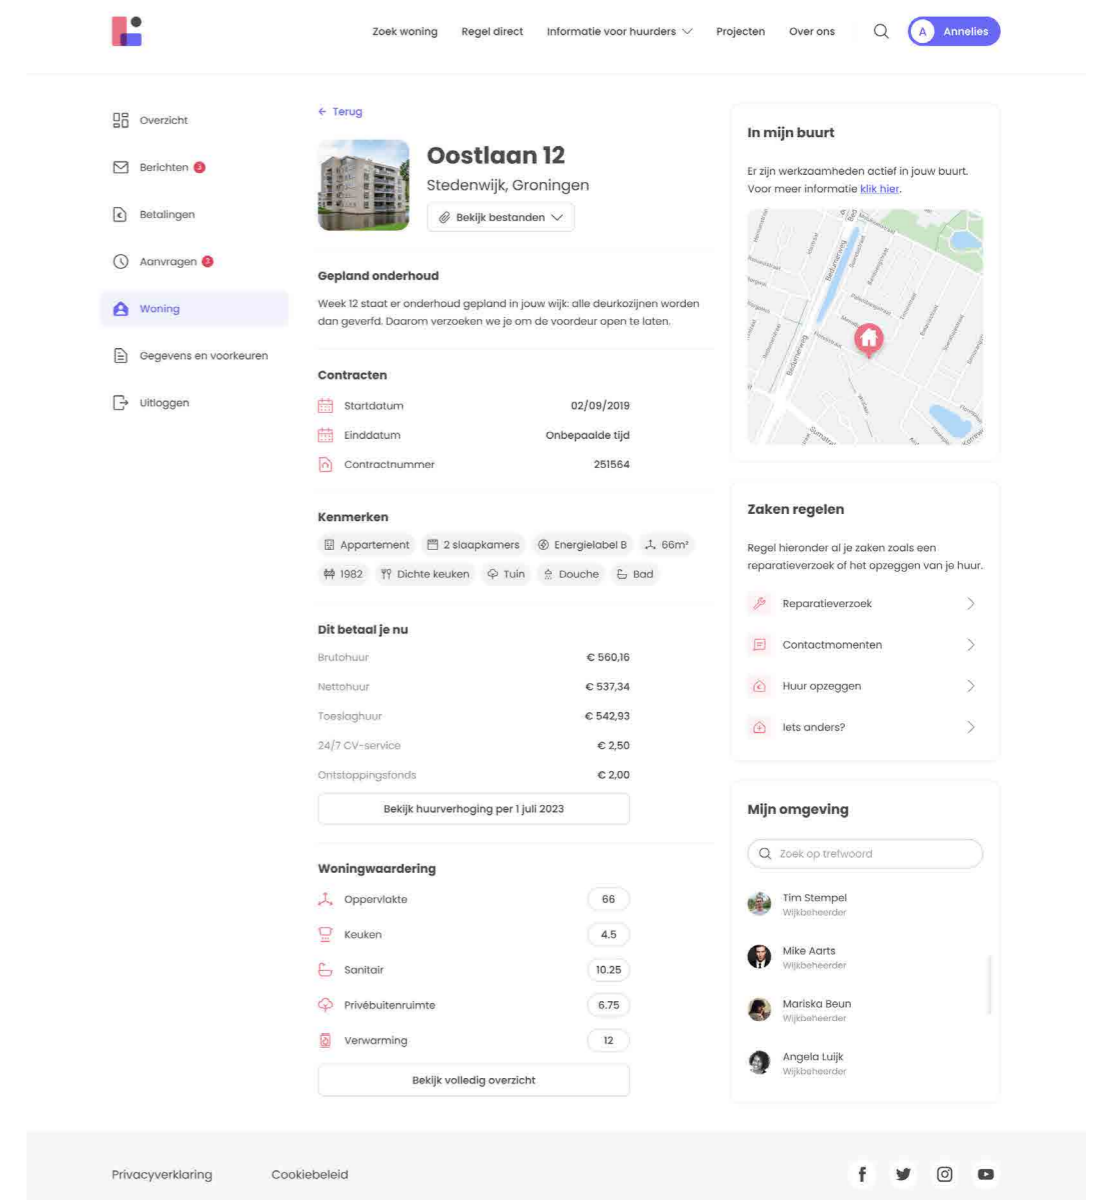 Zoek woning
Regel direct
Informatie voor huurders
Projecten
Over ons
A
Annelies
Overzicht
Berichten 3
Betalingen
Aanvragen 3
Woning
Gegevens en voorkeuren
Uitloggen
← Terug
Oostlaan 12
Stedenwijk, Groningen
Bekijk bestanden
Gepland onderhoud
Week 12 staat er onderhoud gepland in jouw wijk: alle deurkozijnen worden
dan geverfd. Daarom verzoeken we je om de voordeur open te laten.
Contracten
Startdatum 02/09/2019
Einddatum Onbepaalde tijd
Contractnummer 251564
Kenmerken
Appartement
2 slaapkamers
Energielabel B
66m²
1982
Dichte keuken
Tuin
Douche
Bad
Dit betaal je nu
Brutohuur € 560,16
Nettohuur € 537,34
Toeslaghuur € 542,93
24/7 CV-service € 2,50
Ontstoppingsfonds € 2,00
Bekijk huurverhoging per 1 juli 2023
Woningwaardering
Oppervlakte 66
Keuken 4.5
Sanitair 10.25
Privébuitenruimte 6.75
Verwarming 12
Bekijk volledig overzicht
In mijn buurt
Er zijn werkzaamheden actief in jouw buurt.
Voor meer informatie klik hier.
Bedumerweg
Bedumerweg
Zaken regelen
Regel hieronder al je zaken zoals een
reparatieverzoek of het opzeggen van je huur.
Reparatieverzoek
Contactmomenten
Huur opzeggen
Iets anders?
Mijn omgeving
Zoek op trefwoord
Tim Stempel
Wijkbeheerder
Mike Aarts
Wijkbeheerder
Mariska Beun
Wijkbeheerder
Angela Luijk
Wijkbeheerder
Privacyverklaring
Cookiebeleid